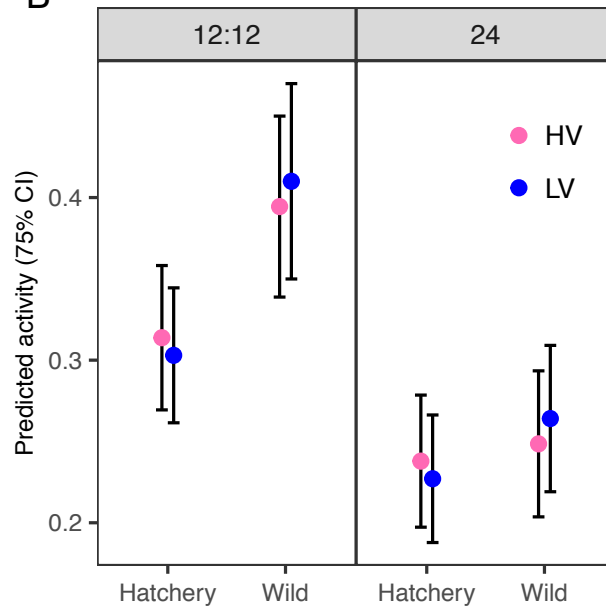 B
12:12 24
HV
LV
Predicted activity (75% CI)
0.4
0.3
0.2
Hatchery Wild Hatchery Wild